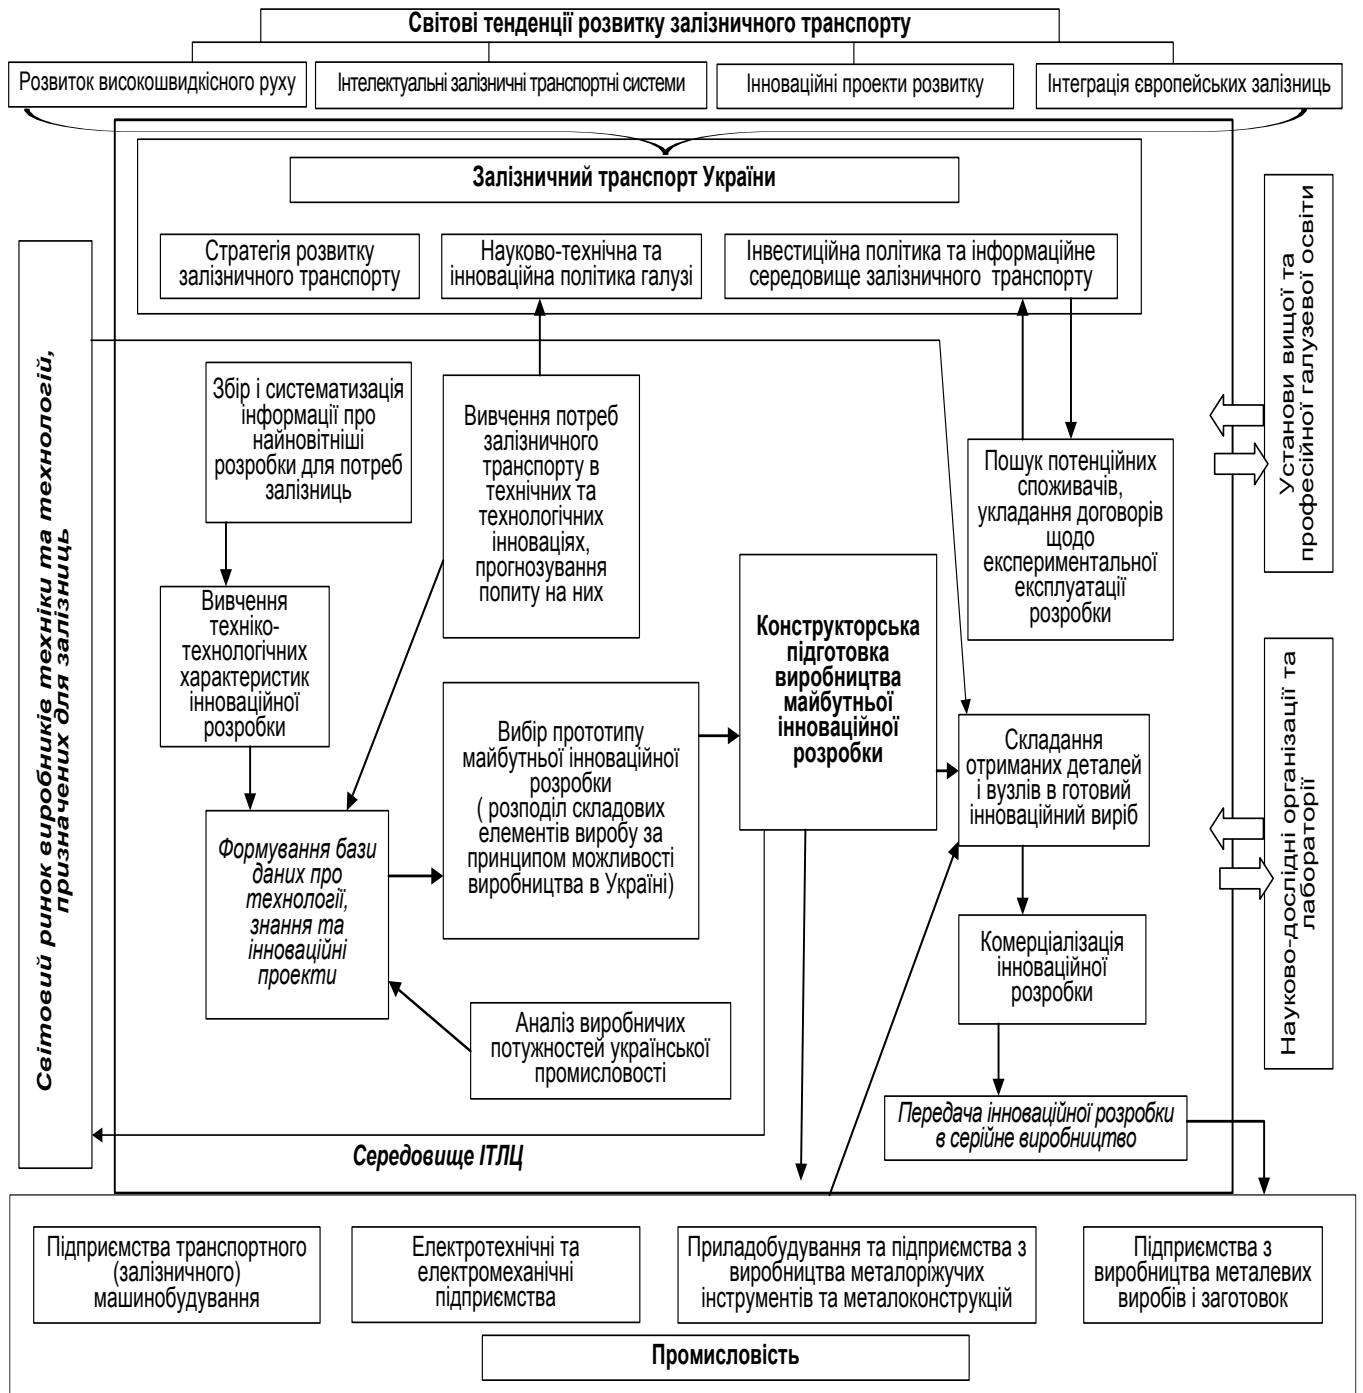 Світові тенденції розвитку залізничного транспорту
Розвиток високошвидкісного руху
Інтелектуальні залізничні транспортні системи
Інноваційні проекти розвитку
Інтеграція європейських залізниць
Залізничний транспорт України
Стратегія розвитку
залізничного транспорту
Науково-технічна та
інноваційна політика галузі
Інвестиційна політика та інформаційне
середовище залізничного транспорту
Світовий ринок виробників техніки та технологій,
призначених для залізниць
Установи вищої та
професійної галузевої освіти
Збір і систематизація
інформації про
найновітніші
розробки для потреб
залізниць
Вивчення потреб
залізничного
транспорту в
технічних та
технологічних
інноваціях,
прогнозування
попиту на них
Пошук потенційних
споживачів,
укладання договорів
щодо
експериментальної
експлуатації
розробки
Вивчення
техніко-
технологічних
характеристик
інноваційної
розробки
Конструкторська
підготовка
виробництва
майбутньої
інноваційної
розробки
Вибір прототипу
майбутньої інноваційної
розробки
( розподіл складових
елементів виробу за
принципом можливості
виробництва в Україні)
Складання
отриманих деталей
і вузлів в готовий
інноваційний виріб
Науково-дослідні організації та
лабораторії
Формування бази
даних про
технології,
знання та
інноваційні
проекти
Комерціалізація
інноваційної
розробки
Аналіз виробничих
потужностей української
промисловості
Передача інноваційної розробки
в серійне виробництво
Середовище ІТЛЦ
Підприємства транспортного
(залізничного)
машинобудування
Електротехнічні та
електромеханічні
підприємства
Приладобудування та підприємства з
виробництва металоріжучих
інструментів та металоконструкцій
Підприємства з
виробництва металевих
виробів і заготовок
Промисловість